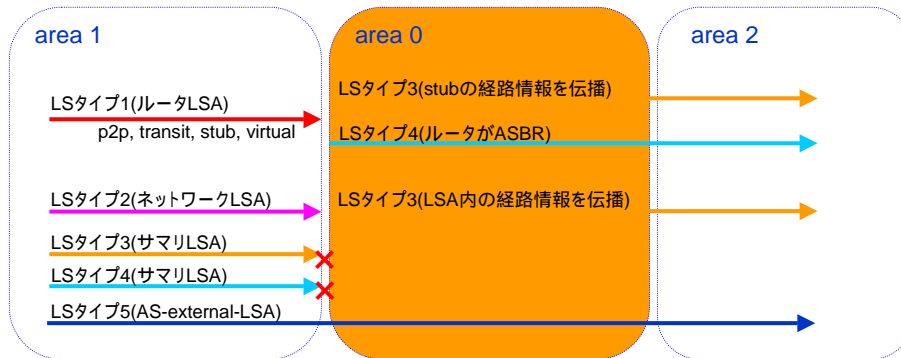 area 1
area 0
area 2
LSタイプ1(ルータLSA)
p2p, transit, stub, virtual
LSタイプ3(stubの経路情報を伝播)
LSタイプ4(ルータがASBR)
LSタイプ2(ネットワークLSA)
LSタイプ3(LSA内の経路情報を伝播)
LSタイプ3(サマリLSA)
LSタイプ4(サマリLSA)
LSタイプ5(AS-external-LSA)